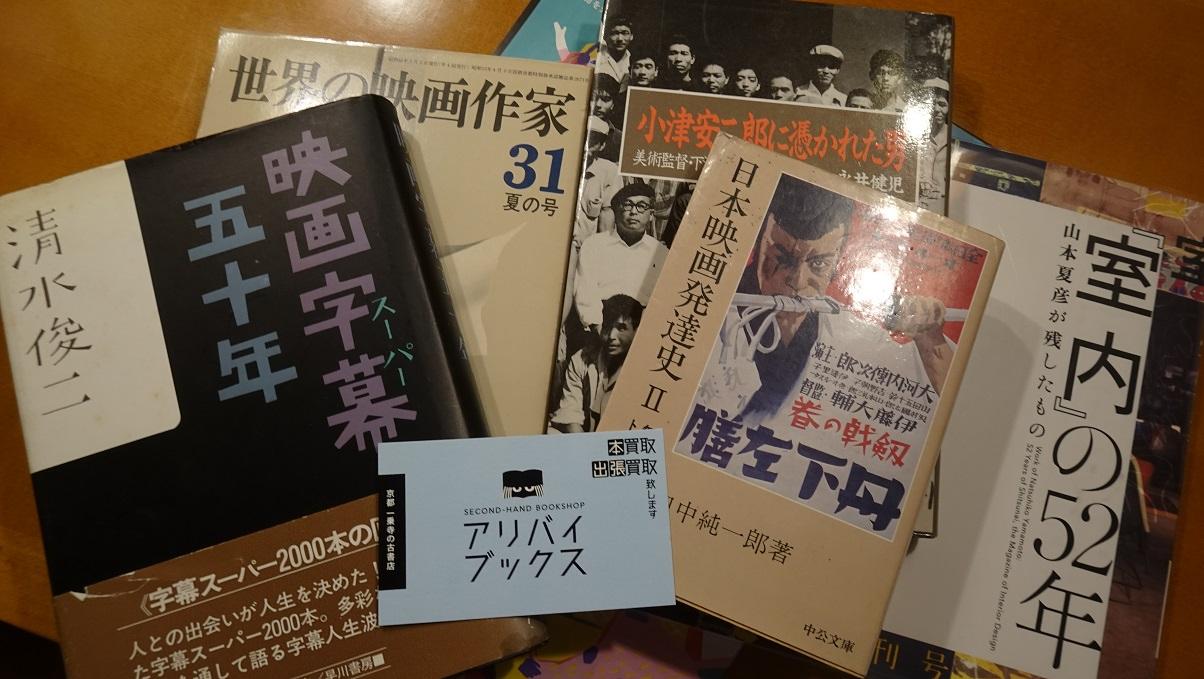 世界の映画作家
31
夏の号
清水俊二
映画字幕
スーパー
五十年
《字幕スーパー2000本の
人との出会いが人生を決めた!
た字幕スーパー2000本。多彩
通して語る字幕人生波
早川書房
小津安二郎に憑かれた男
美術監督・下
永井健児
日本映画発達史 II
大河内傳次郎
伊藤大輔
監督
剱戟の巻
丹下左膳
中純一郎著
中公文庫
『室内』の52年
山本夏彦が残したもの
Work of Natsuhiko Yamamoto:
52 Years of Shitsunai, the Magazine of Interior Design
刊号
本買取
出張買取
致します
SECOND-HAND BOOKSHOP
アリバイ
ブックス
京都 一乗寺の古書店